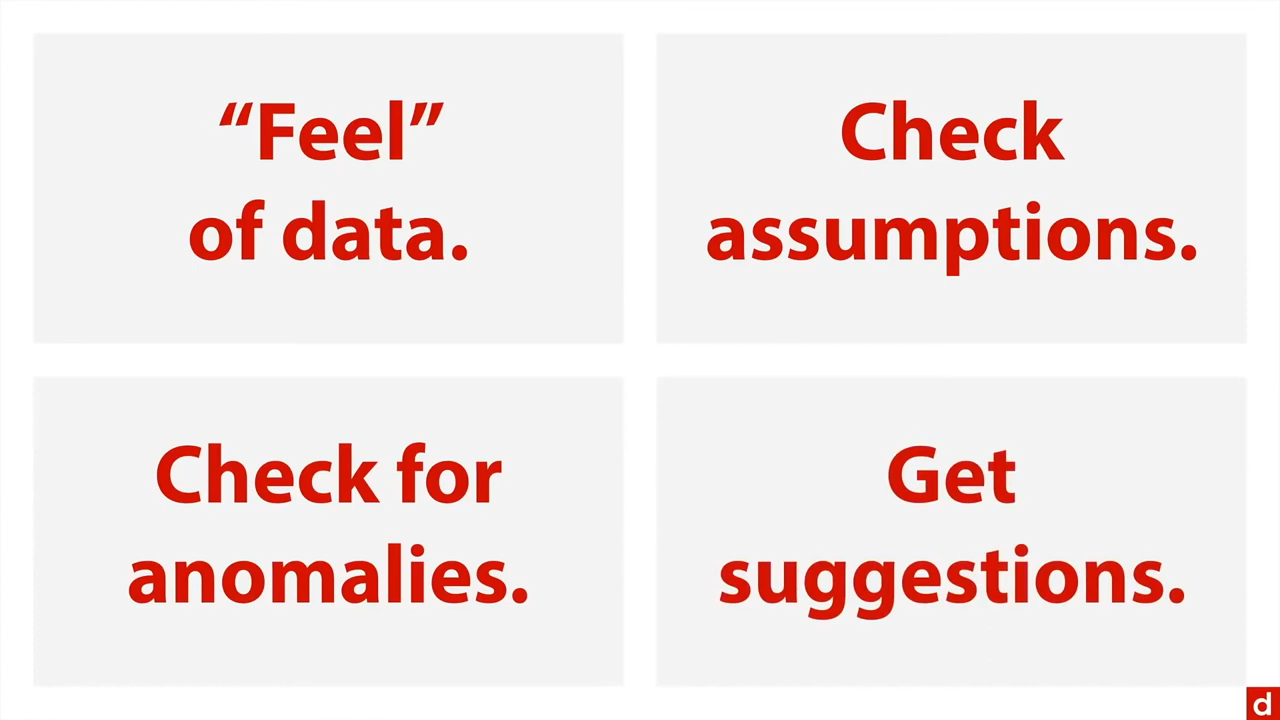 “Feel”
of data.
Check
assumptions.
Check for
anomalies.
Get
suggestions.
d